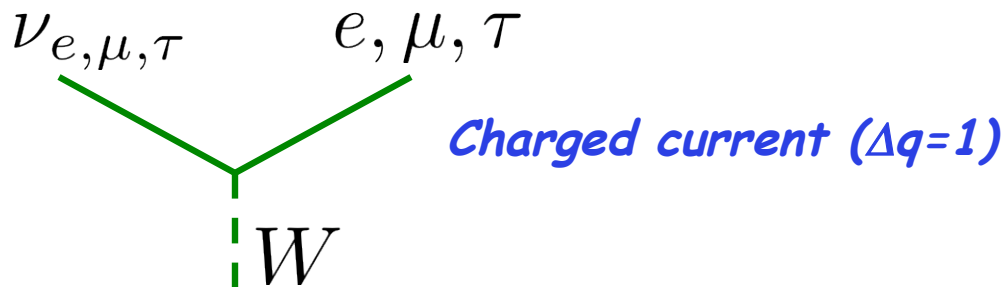 ν_{e,μ,τ} e, μ, τ
Charged current (Δq=1)
W